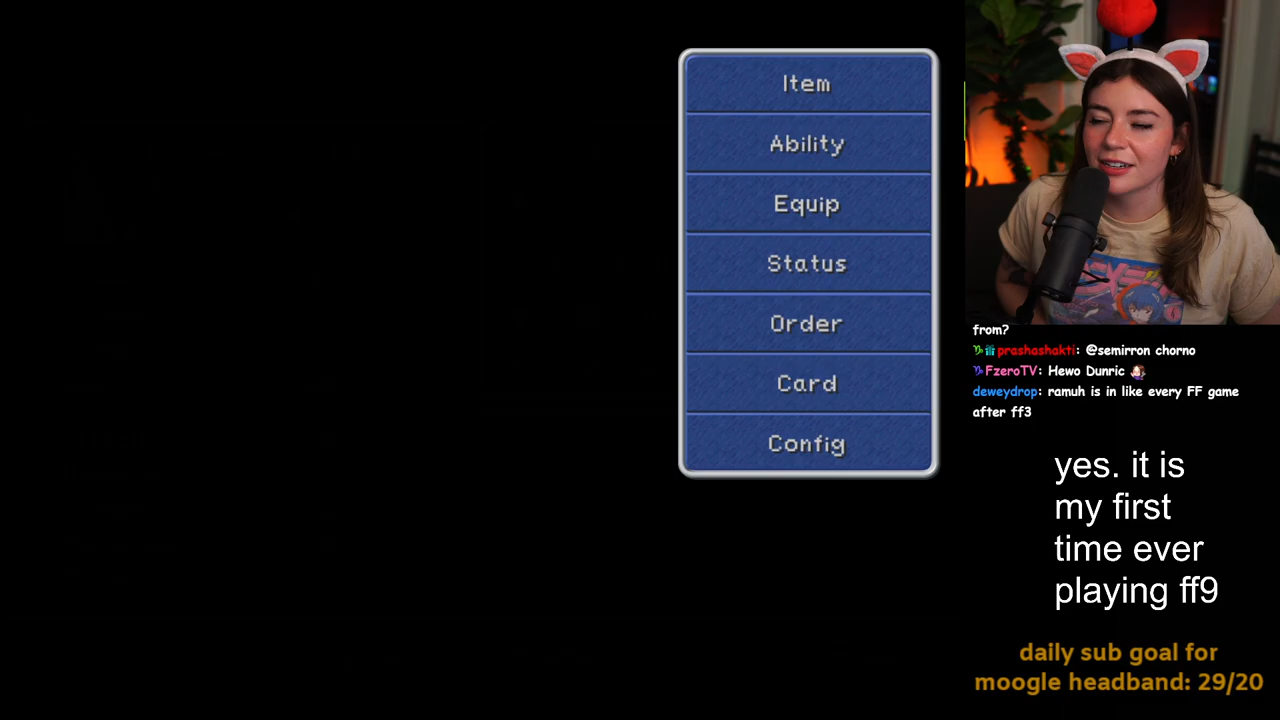 Item
Ability
Equip
Status
Order
Card
Config
from?
prashashakti: @semirron chorno
FzeroTV: Hewo Dunric
deweydrop: ramuh is in like every FF game
after ff3
yes. it is
my first
time ever
playing ff9
daily sub goal for
moogle headband: 29/20